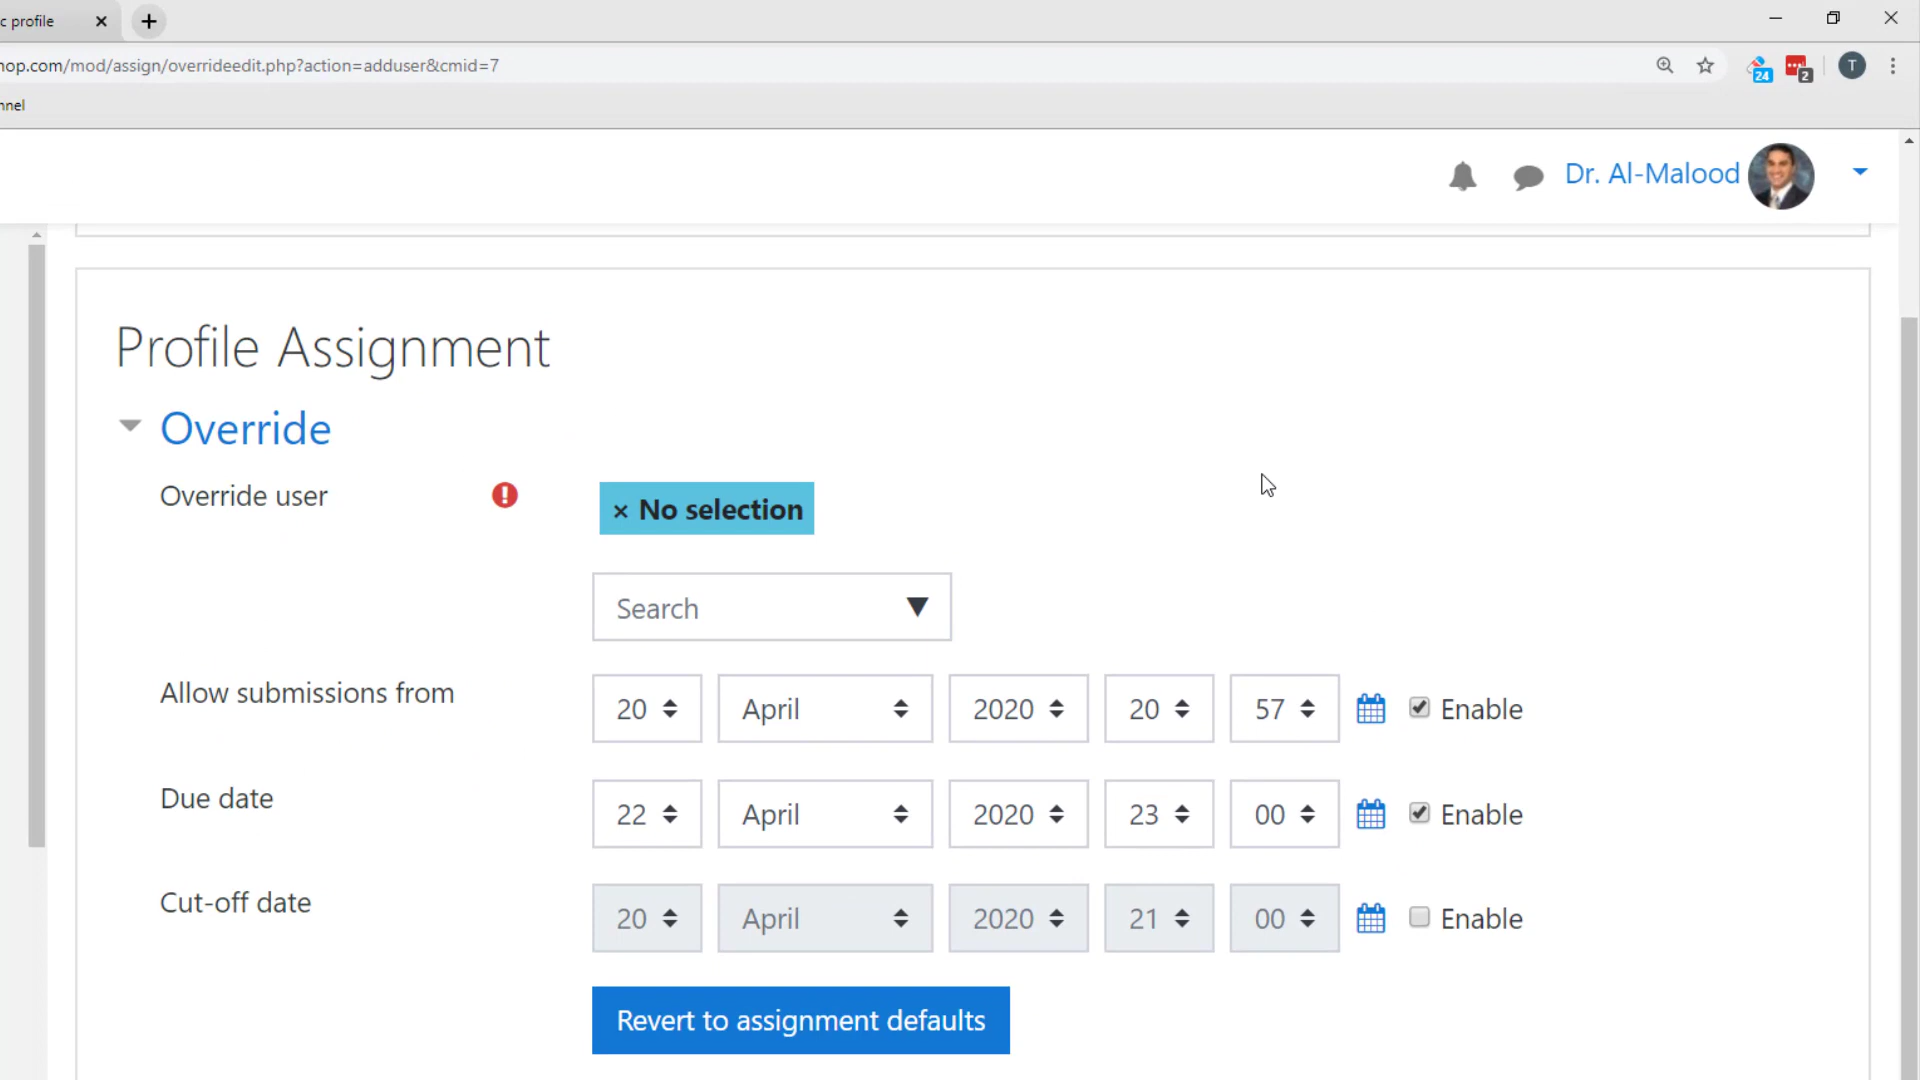 c profile
nop.com/mod/assign/overrideedit.php?action=adduser&cmid=7
24
2
T
nnel
Dr. Al-Malood
Profile Assignment
Override
Override user
× No selection
Search
Allow submissions from 20 April 2020 20 57 Enable
Due date 22 April 2020 23 00 Enable
Cut-off date 20 April 2020 21 00 Enable
Revert to assignment defaults